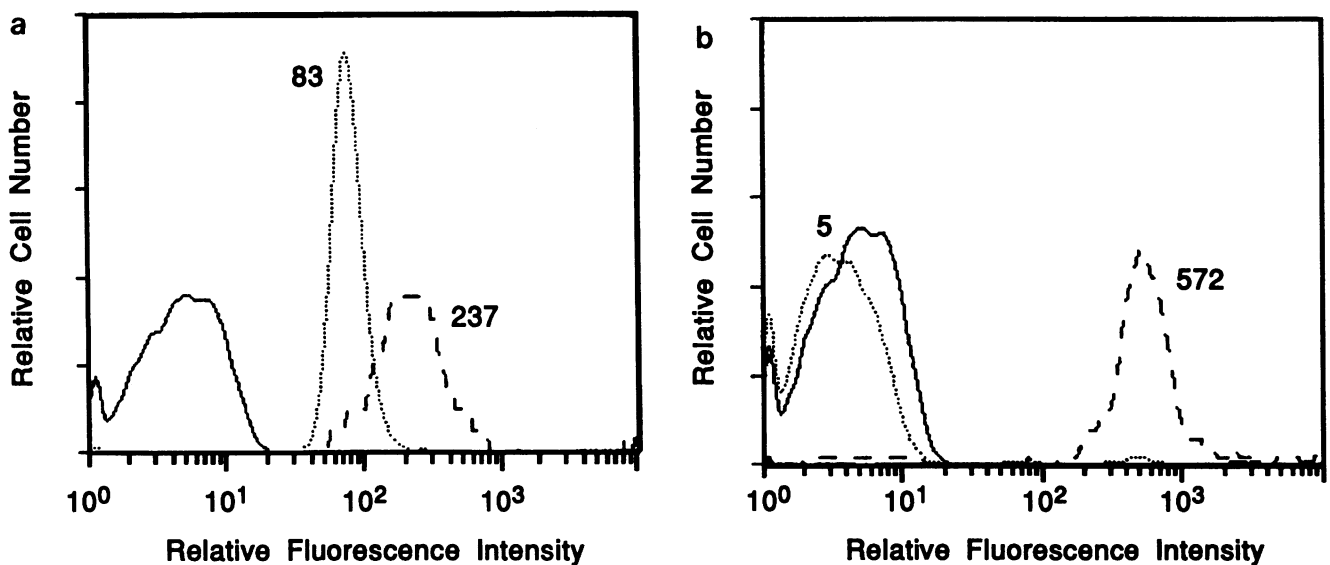 a
Relative Cell Number
83
237
10⁰ 10¹ 10² 10³
Relative Fluorescence Intensity
b
Relative Cell Number
5
572
10⁰ 10¹ 10² 10³
Relative Fluorescence Intensity